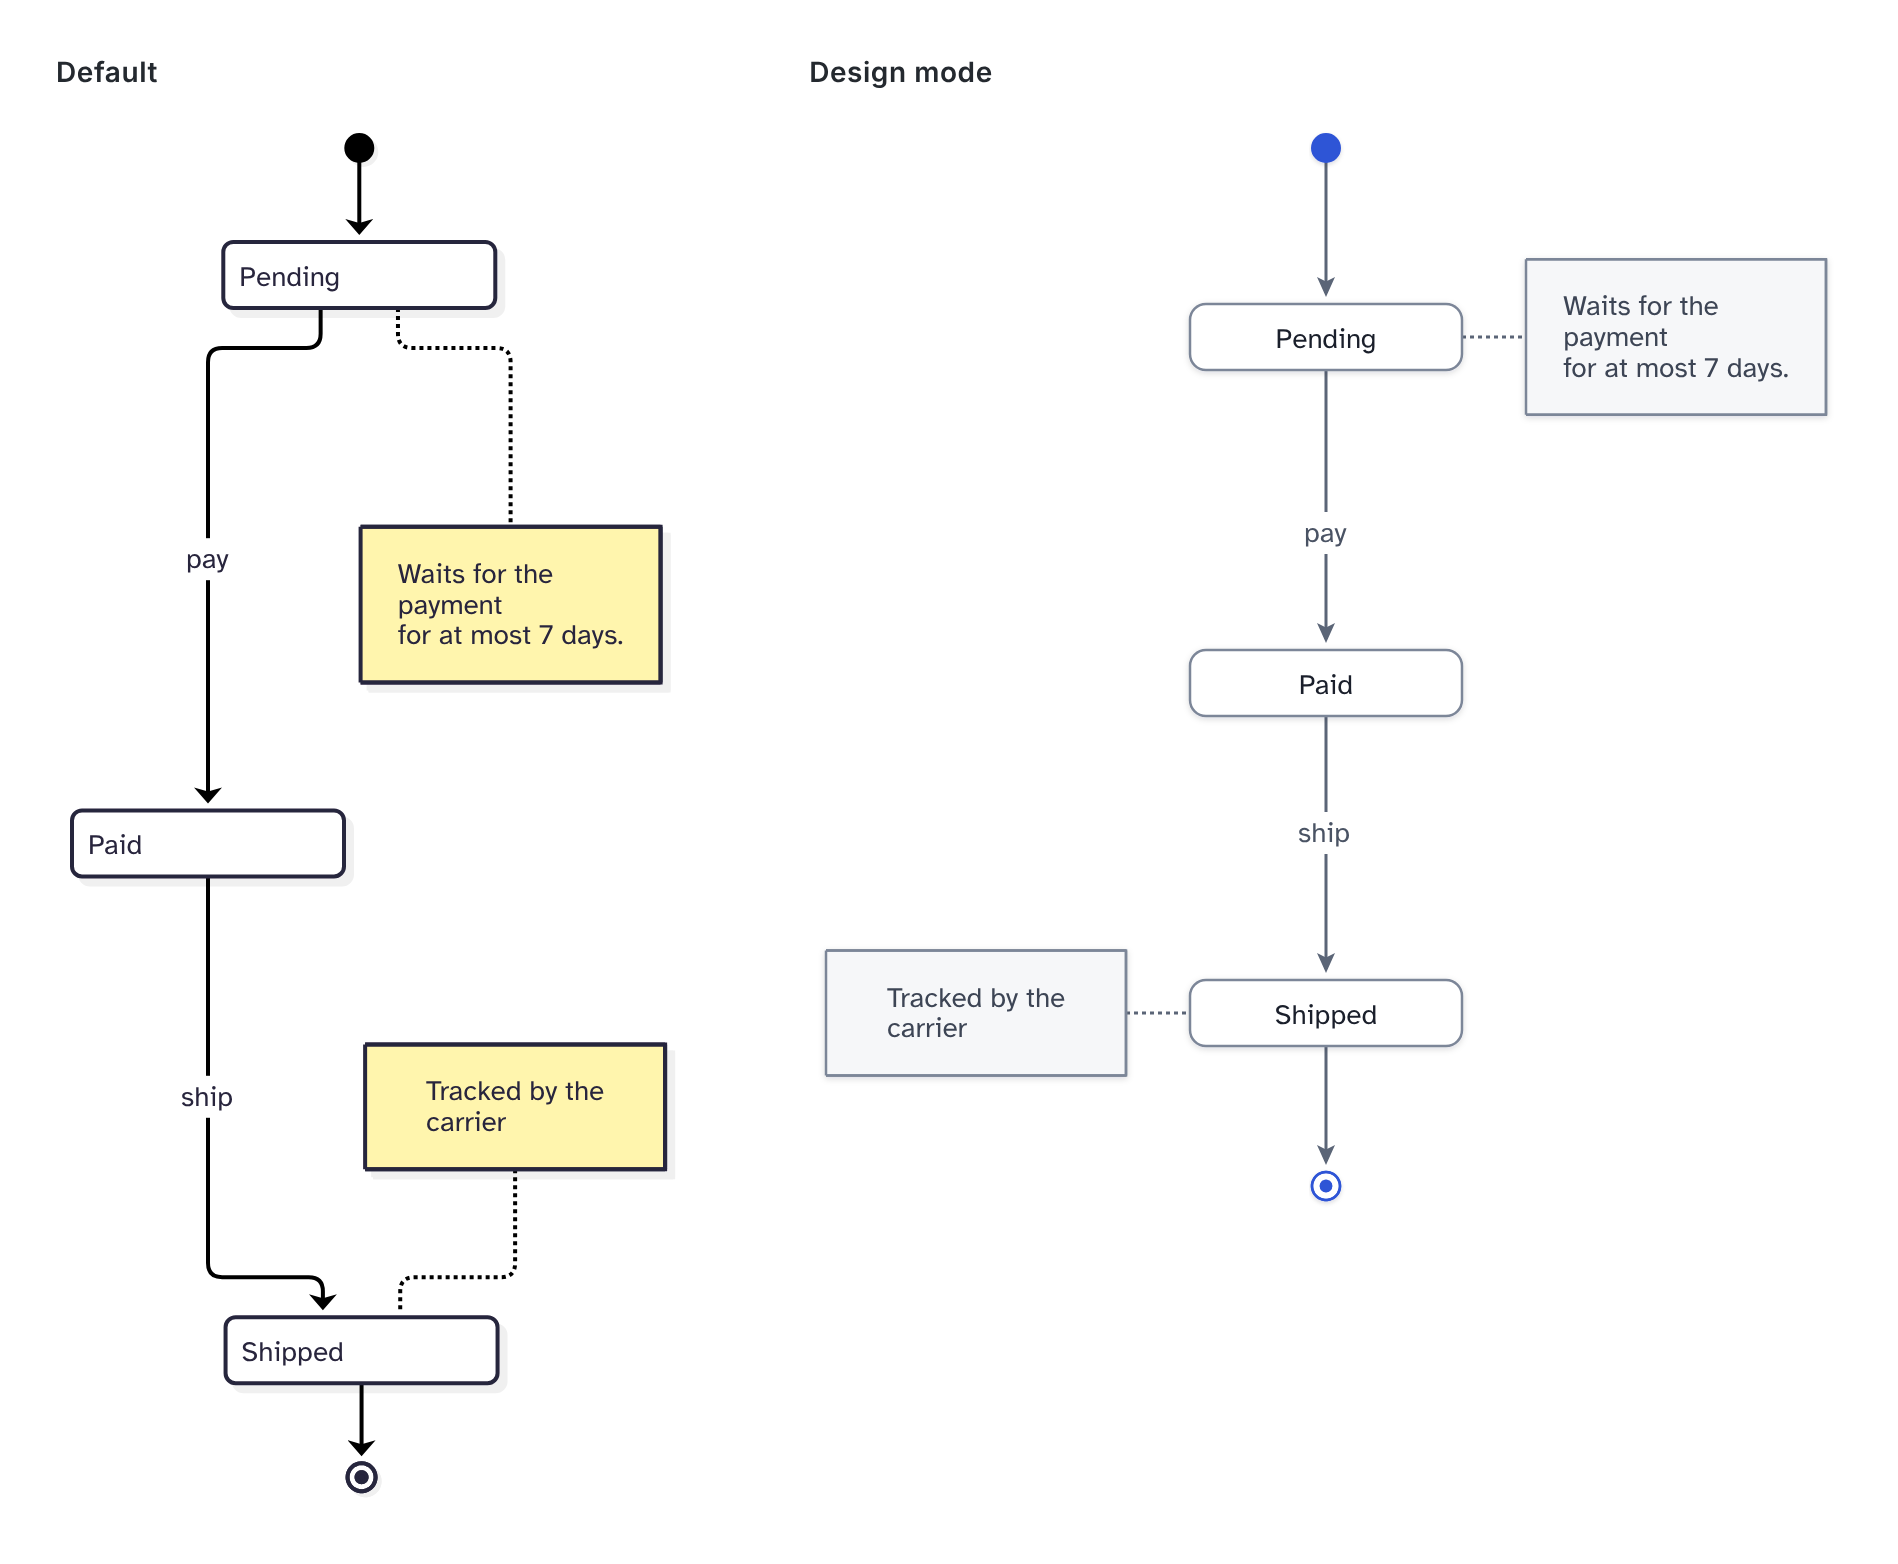 Default
Pending
pay
Waits for the
payment
for at most 7 days.
Paid
ship
Tracked by the
carrier
Shipped
Design mode
Pending
Waits for the
payment
for at most 7 days.
pay
Paid
ship
Tracked by the
carrier
Shipped